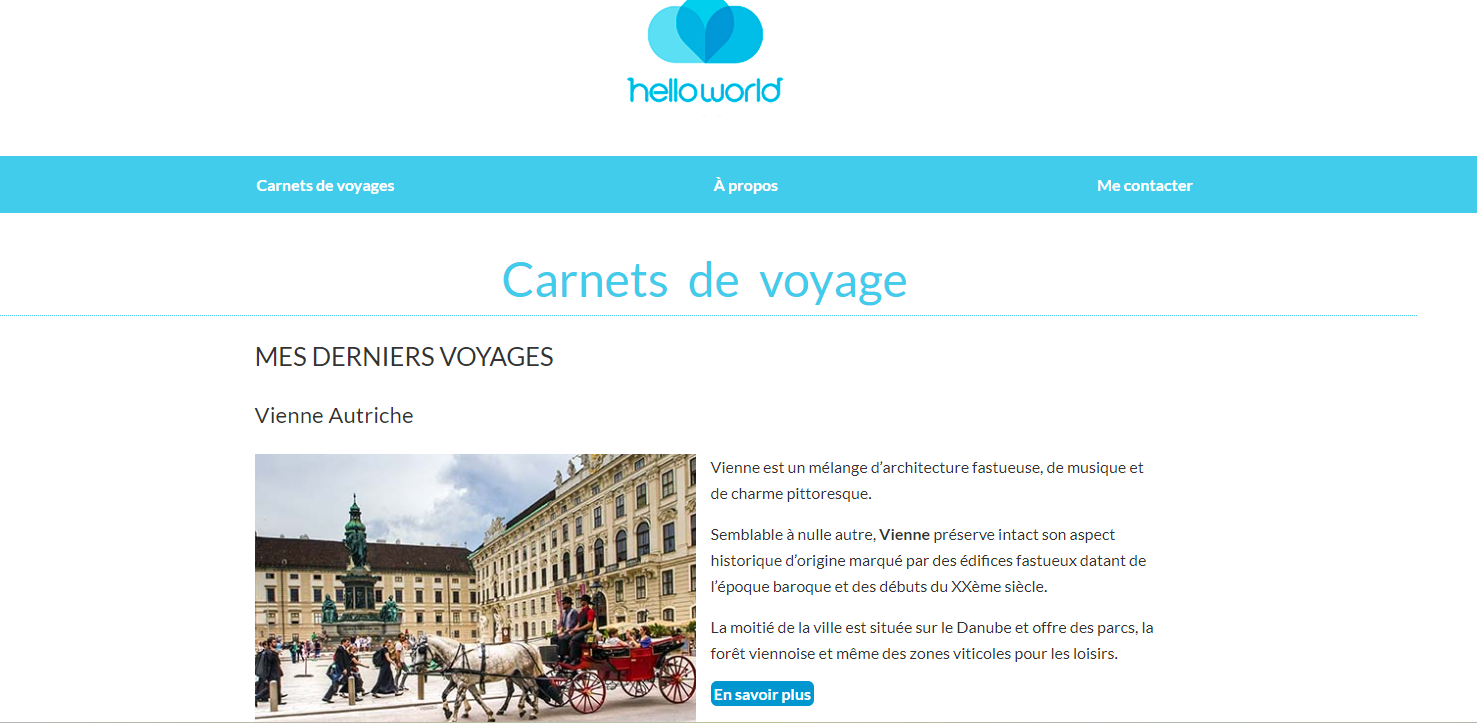 helloworld
Carnets de voyages
À propos
Me contacter
Carnets de voyage
MES DERNIERS VOYAGES
Vienne Autriche
Vienne est un mélange d’architecture fastueuse, de musique et
de charme pittoresque.
Semblable à nulle autre, Vienne préserve intact son aspect
historique d’origine marqué par des édifices fastueux datant de
l’époque baroque et des débuts du XXème siècle.
La moitié de la ville est située sur le Danube et offre des parcs, la
forêt viennoise et même des zones viticoles pour les loisirs.
En savoir plus